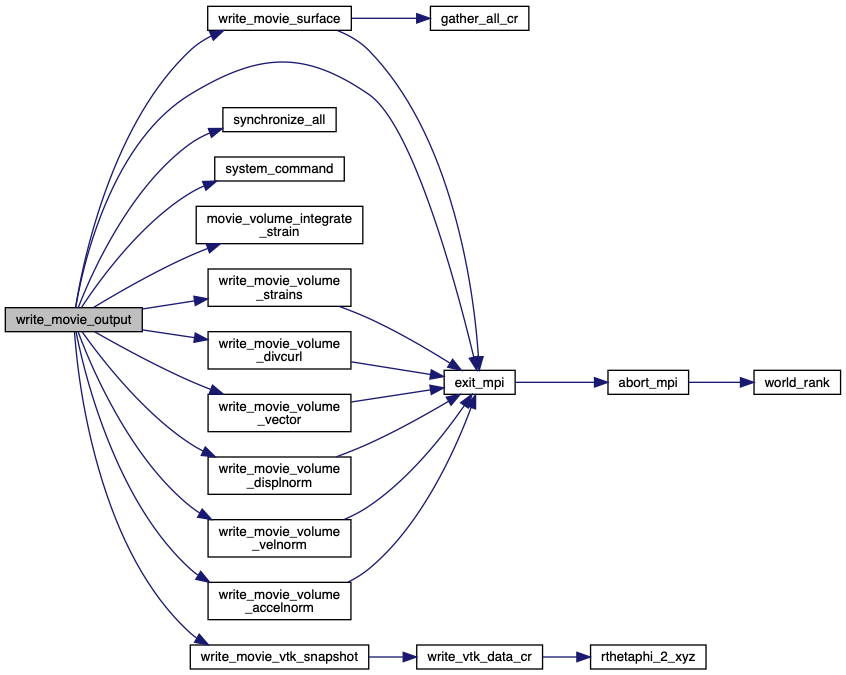 write_movie_surface
gather_all_cr
synchronize_all
system_command
movie_volume_integrate
_strain
write_movie_volume
_strains
write_movie_output
write_movie_volume
_divcurl
exit_mpi
abort_mpi
world_rank
write_movie_volume
_vector
write_movie_volume
_displnorm
write_movie_volume
_velnorm
write_movie_volume
_accelnorm
write_movie_vtk_snapshot
write_vtk_data_cr
rthetaphi_2_xyz